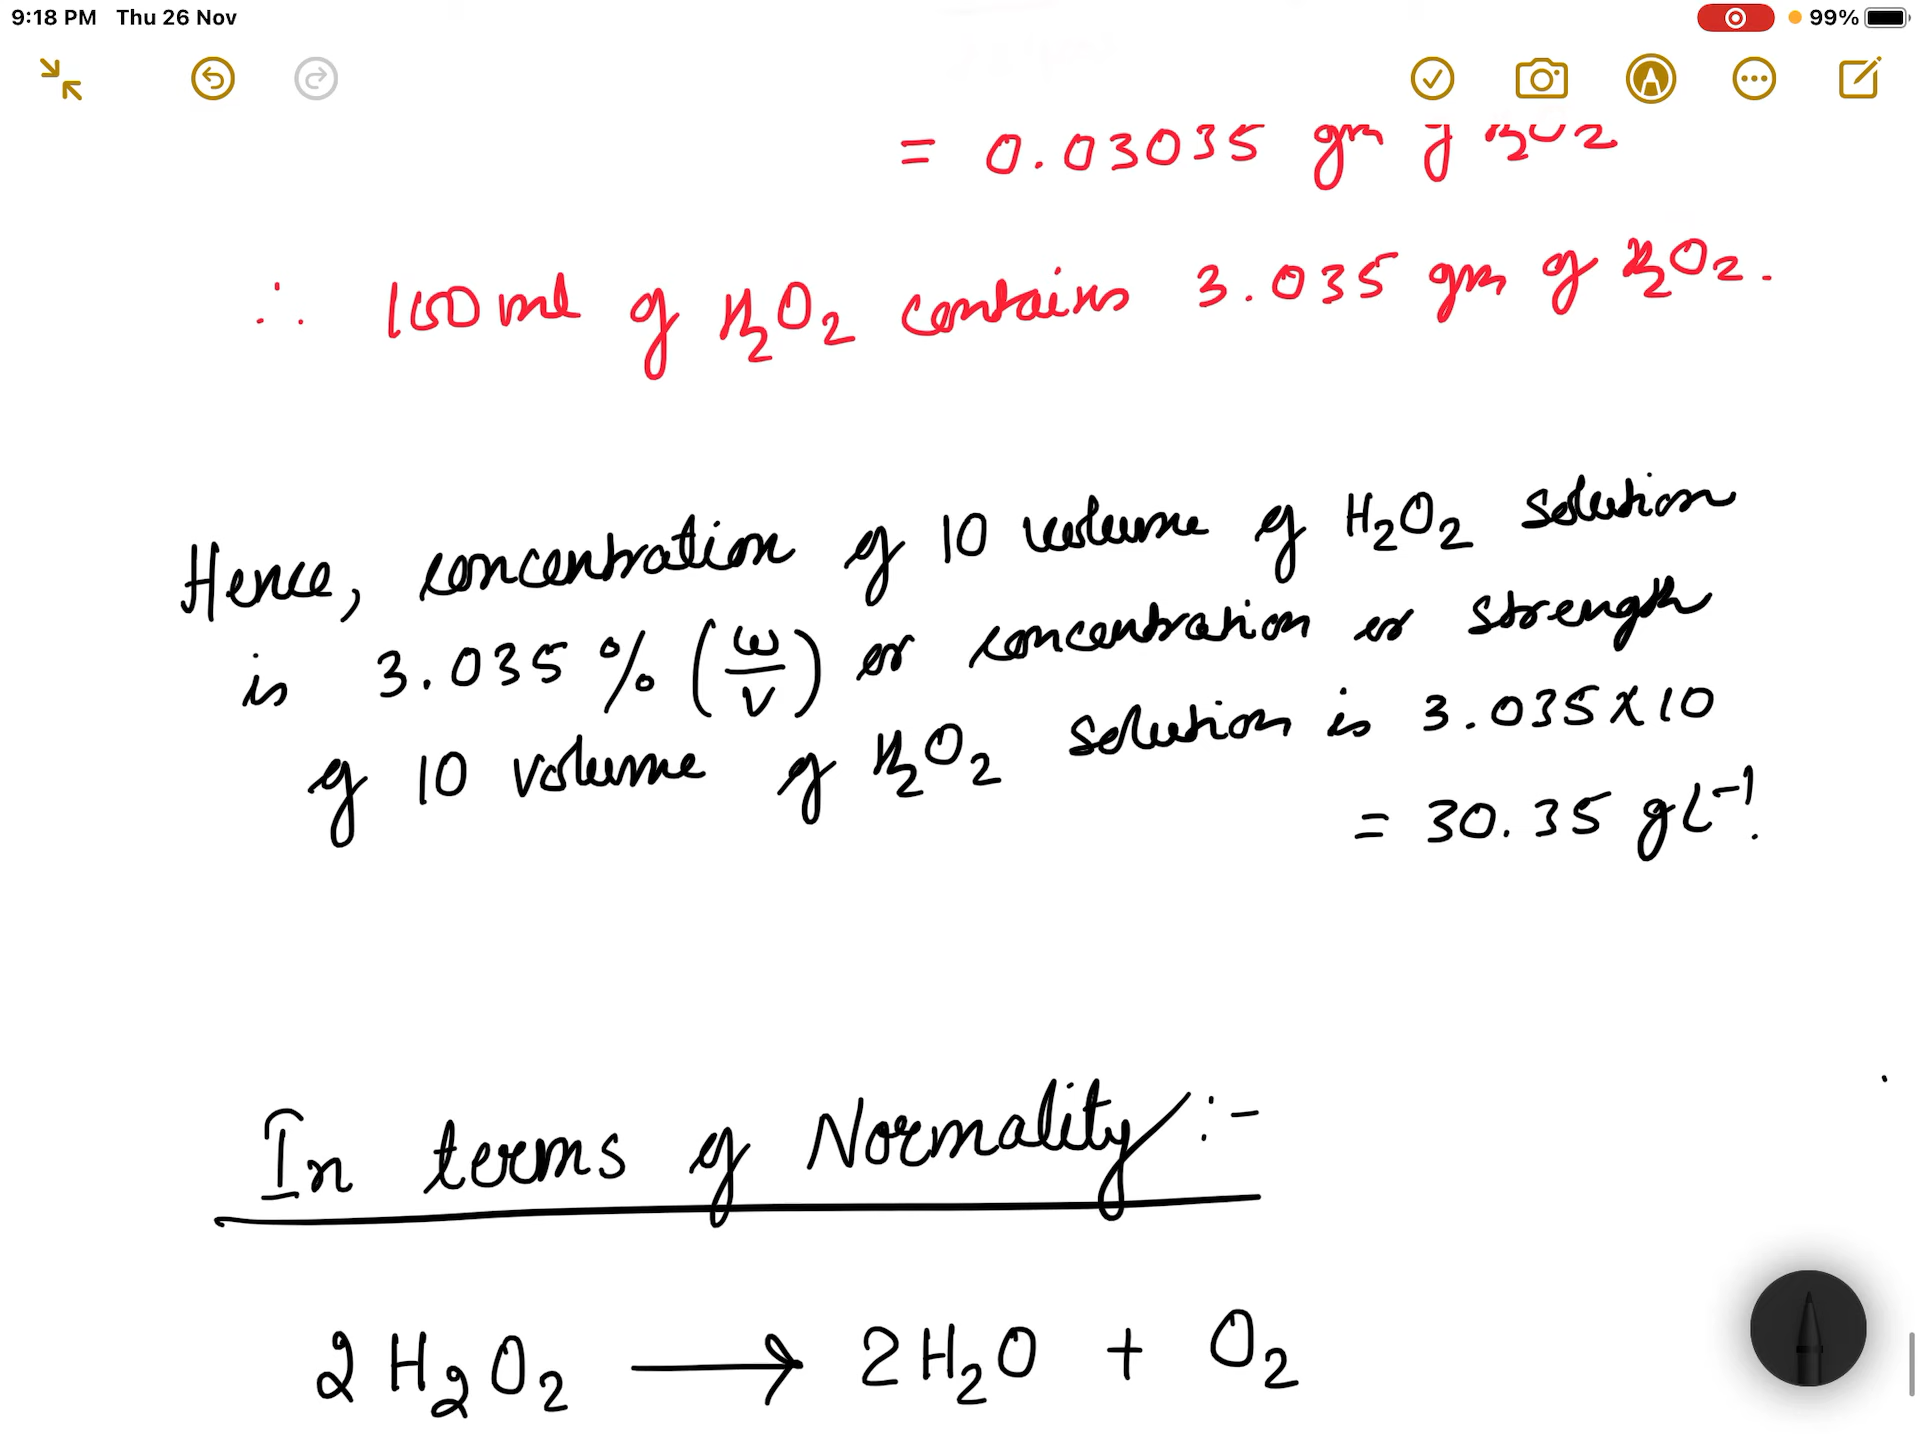 9:18 PM Thu 26 Nov
99%
= 0.03035 gm of H2O2
∴ 100 ml of H2O2 contains 3.035 gm of H2O2.
Hence, concentration of 10 volume of H2O2 solution
is 3.035 % (w/v) or concentration or strength
of 10 volume of H2O2 solution is 3.035 x 10
= 30.35 gL⁻¹.
In terms of Normality :-
2 H2O2 ⟶ 2H2O + O2